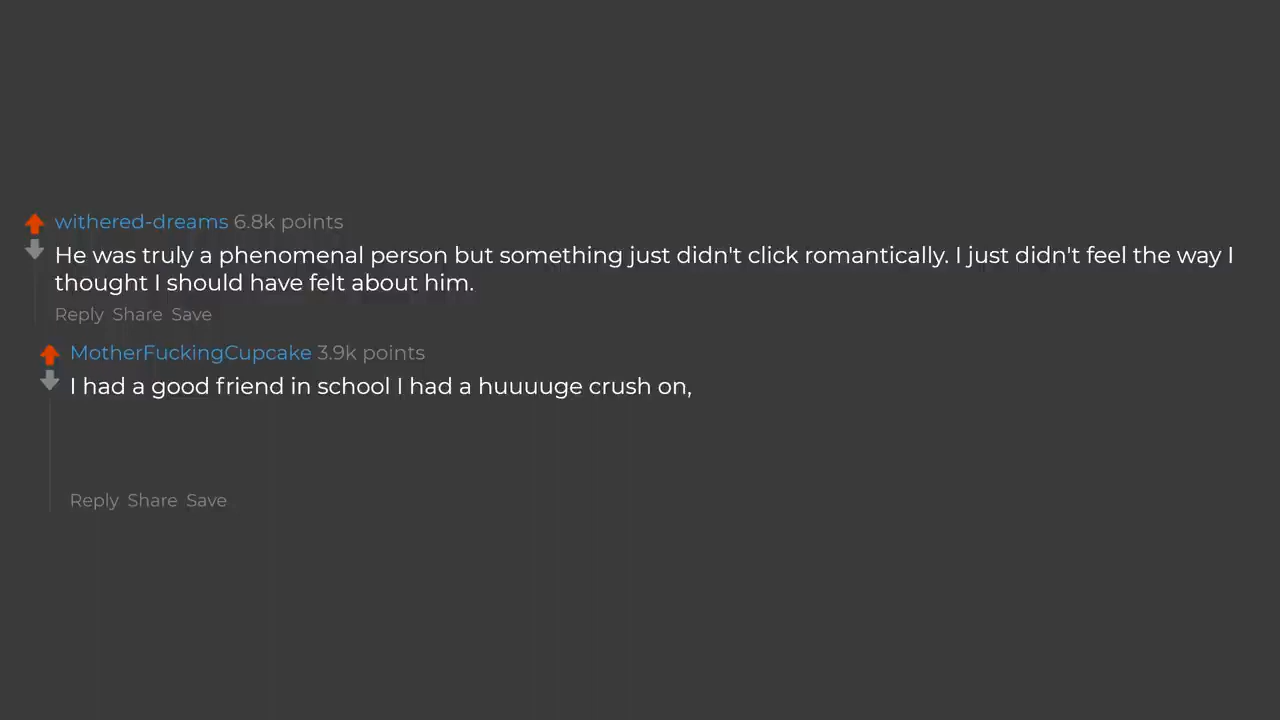 withered-dreams 6.8k points
He was truly a phenomenal person but something just didn't click romantically. I just didn't feel the way I
thought I should have felt about him.
Reply Share Save
MotherFuckingCupcake 3.9k points
I had a good friend in school I had a huuuuge crush on,
Reply Share Save